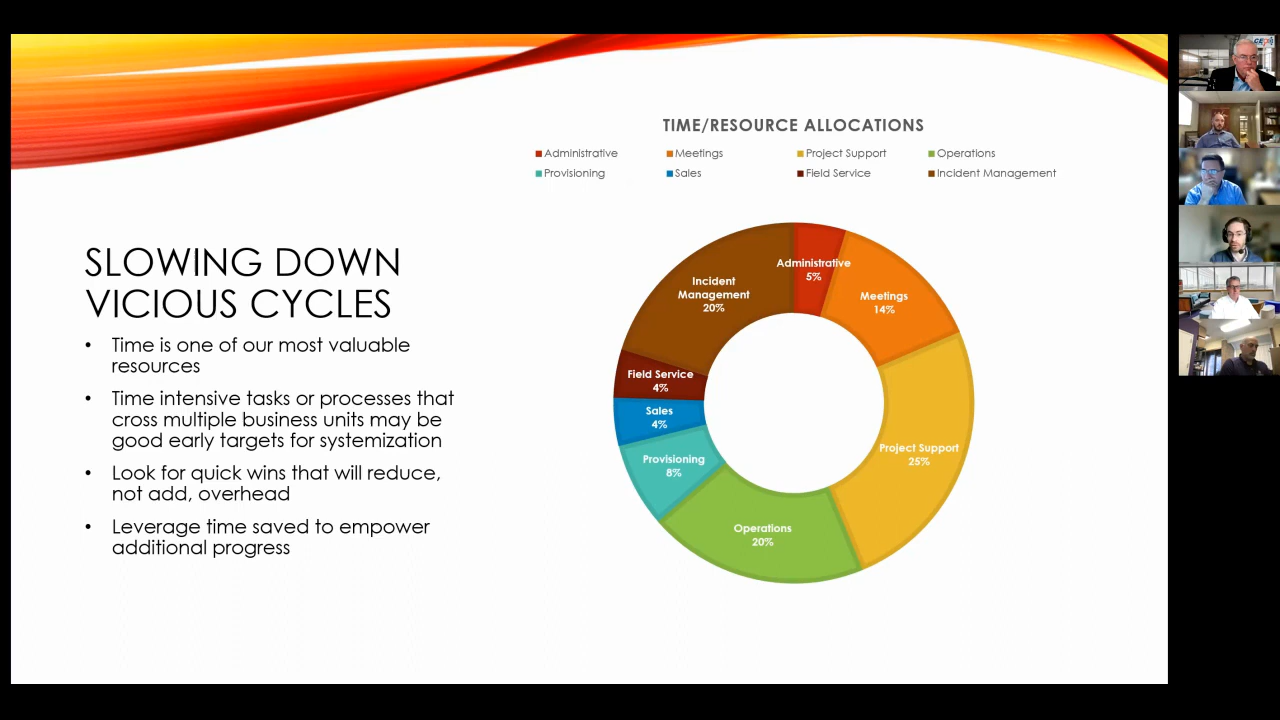 TIME/RESOURCE ALLOCATIONS
Administrative
Meetings
Project Support
Operations
Provisioning
Sales
Field Service
Incident Management
SLOWING DOWN
VICIOUS CYCLES
• Time is one of our most valuable
resources
• Time intensive tasks or processes that
cross multiple business units may be
good early targets for systemization
• Look for quick wins that will reduce,
not add, overhead
• Leverage time saved to empower
additional progress
Administrative
5%
Meetings
14%
Project Support
25%
Operations
20%
Provisioning
8%
Sales
4%
Field Service
4%
Incident
Management
20%